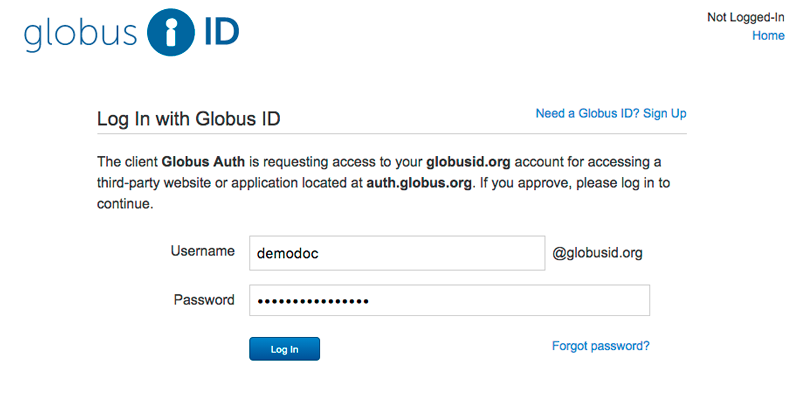 globus ID
Not Logged-In
Home
Log In with Globus ID
Need a Globus ID? Sign Up
The client Globus Auth is requesting access to your globusid.org account for accessing a
third-party website or application located at auth.globus.org. If you approve, please log in to
continue.
Username demodoc @globusid.org
Password ••••••••••••••••
Log In
Forgot password?